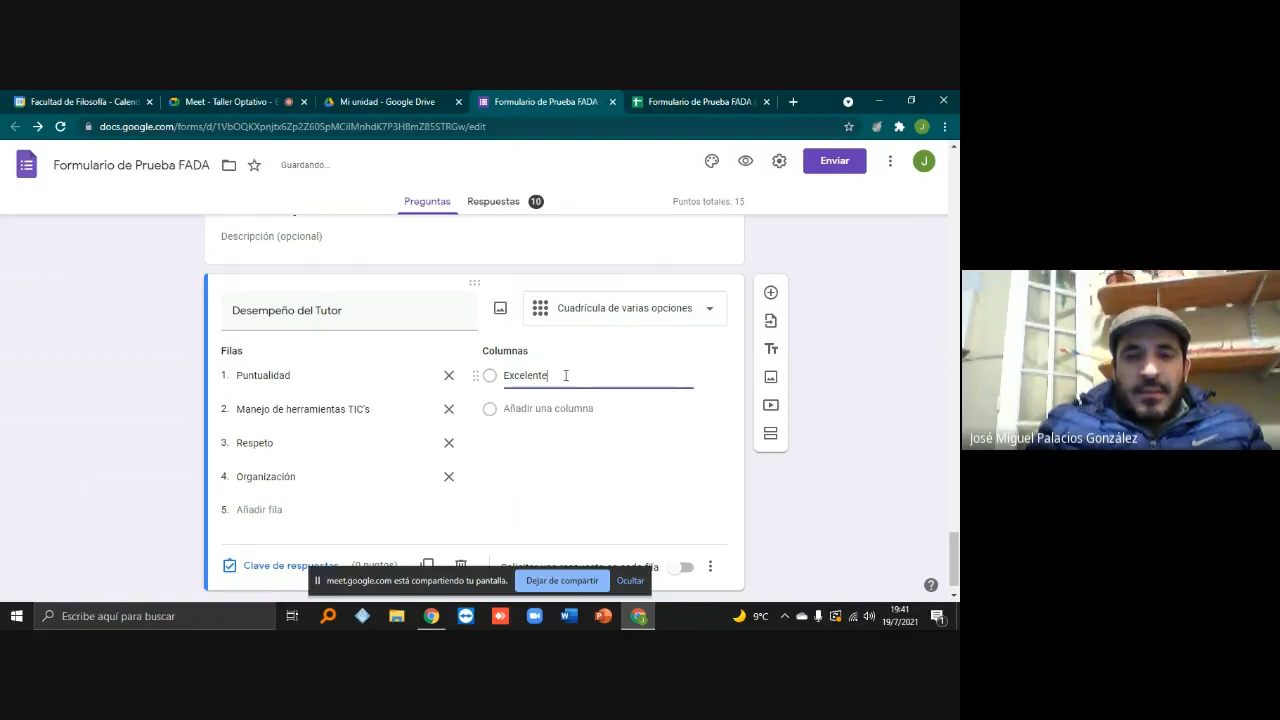 Facultad de Filosofía - Calend
Meet - Taller Optativo - E
Mi unidad - Google Drive
Formulario de Prueba FADA -
Formulario de Prueba FADA
docs.google.com/forms/d/1VbOQKXpnjtx6Zp2Z60SpMCiIMnhdK7P3H8mZ85STRGw/edit
J
Formulario de Prueba FADA
Guardando...
Enviar
J
Preguntas
Respuestas
10
Puntos totales: 15
Descripción (opcional)
Desempeño del Tutor
Cuadrícula de varias opciones
Filas
Columnas
1. Puntualidad
Excelente
2. Manejo de herramientas TIC's
Añadir una columna
3. Respeto
4. Organización
5. Añadir fila
Clave de respuestas
(0 puntos)
meet.google.com está compartiendo tu pantalla.
Dejar de compartir
Ocultar
Escribe aquí para buscar
9°C
19:41
19/7/2021
1
José Miguel Palacios González